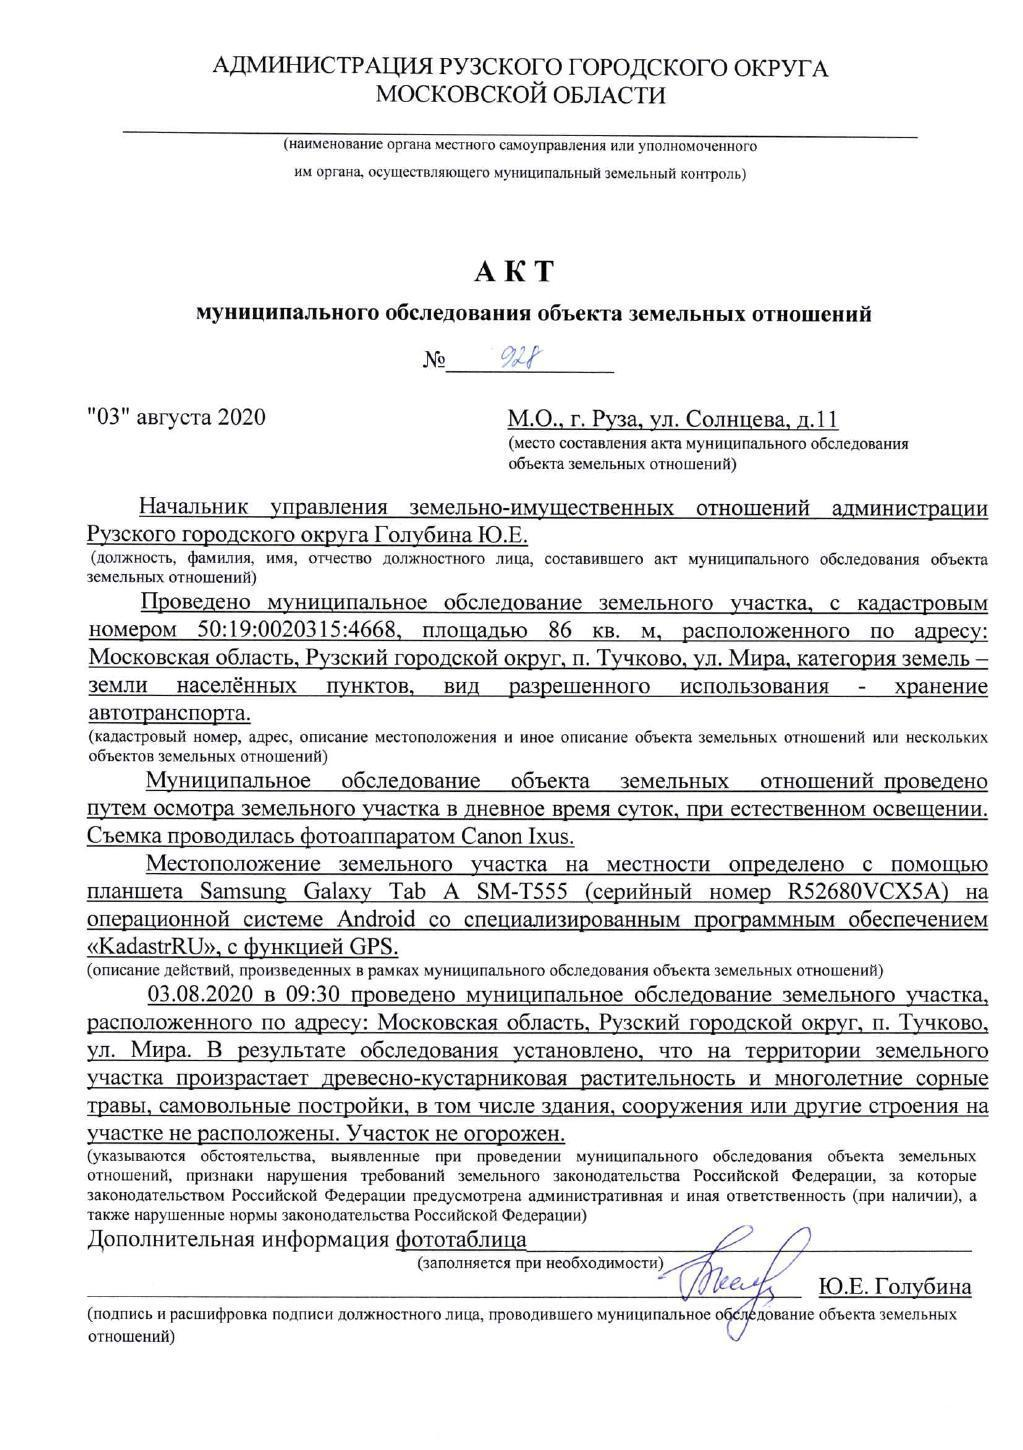 АДМИНИСТРАЦИЯ РУЗСКОГО ГОРОДСКОГО ОКРУГА
МОСКОВСКОЙ ОБЛАСТИ
(наименование органа местного самоуправления или уполномоченного
им органа, осуществляющего муниципальный земельный контроль)
А К Т
муниципального обследования объекта земельных отношений
№ 928
"03" августа 2020
М.О., г. Руза, ул. Солнцева, д.11
(место составления акта муниципального обследования
объекта земельных отношений)
Начальник управления земельно-имущественных отношений администрации
Рузского городского округа Голубина Ю.Е.
(должность, фамилия, имя, отчество должностного лица, составившего акт муниципального обследования объекта
земельных отношений)
Проведено муниципальное обследование земельного участка, с кадастровым
номером 50:19:0020315:4668, площадью 86 кв. м, расположенного по адресу:
Московская область, Рузский городской округ, п. Тучково, ул. Мира, категория земель –
земли населённых пунктов, вид разрешенного использования - хранение
автотранспорта.
(кадастровый номер, адрес, описание местоположения и иное описание объекта земельных отношений или нескольких
объектов земельных отношений)
Муниципальное обследование объекта земельных отношений проведено
путем осмотра земельного участка в дневное время суток, при естественном освещении.
Съемка проводилась фотоаппаратом Canon Ixus.
Местоположение земельного участка на местности определено с помощью
планшета Samsung Galaxy Tab A SM-T555 (серийный номер R52680VCX5A) на
операционной системе Android со специализированным программным обеспечением
«KadastrRU», с функцией GPS.
(описание действий, произведенных в рамках муниципального обследования объекта земельных отношений)
03.08.2020 в 09:30 проведено муниципальное обследование земельного участка,
расположенного по адресу: Московская область, Рузский городской округ, п. Тучково,
ул. Мира. В результате обследования установлено, что на территории земельного
участка произрастает древесно-кустарниковая растительность и многолетние сорные
травы, самовольные постройки, в том числе здания, сооружения или другие строения на
участке не расположены. Участок не огорожен.
(указываются обстоятельства, выявленные при проведении муниципального обследования объекта земельных
отношений, признаки нарушения требований земельного законодательства Российской Федерации, за которые
законодательством Российской Федерации предусмотрена административная и иная ответственность (при наличии), а
также нарушенные нормы законодательства Российской Федерации)
Дополнительная информация фототаблица
(заполняется при необходимости)
Ю.Е. Голубина
(подпись и расшифровка подписи должностного лица, проводившего муниципальное обследование объекта земельных
отношений)